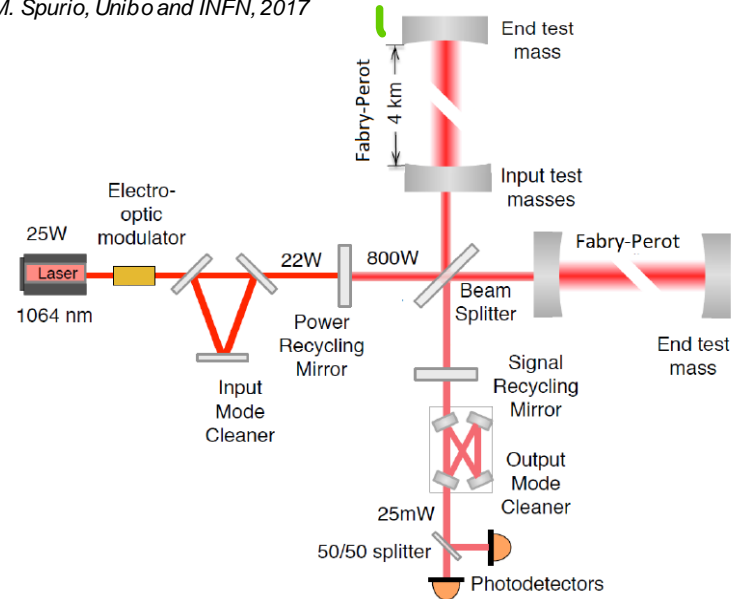 M. Spurio, Unibo and INFN, 2017
End test
mass
Fabry-Perot
4 km
Input test
masses
Electro-
optic
modulator
25W
Laser
1064 nm
22W
800W
Fabry-Perot
Beam
Splitter
Power
Recycling
Mirror
End test
mass
Input
Mode
Cleaner
Signal
Recycling
Mirror
Output
Mode
Cleaner
25mW
50/50 splitter
Photodetectors